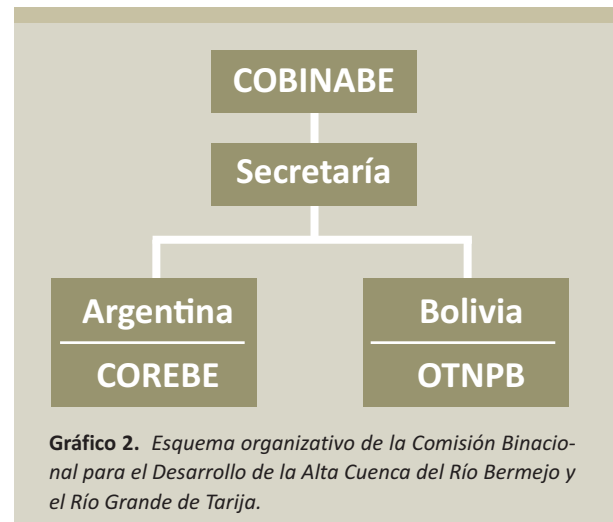 COBINABE
Secretaría
Argentina
COREBE
Bolivia
OTNPB
Gráfico 2. Esquema organizativo de la Comisión Binacio-
nal para el Desarrollo de la Alta Cuenca del Río Bermejo y
el Río Grande de Tarija.